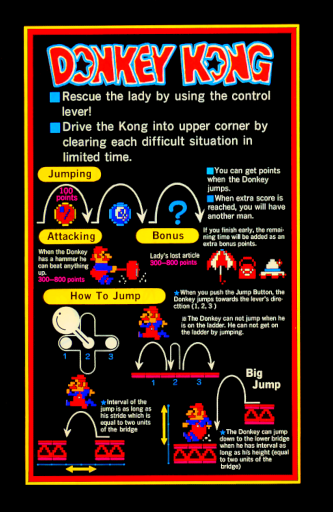 DONKEY KONG
Rescue the lady by using the control
lever!
Drive the Kong into upper corner by
clearing each difficult situation in
limited time.
Jumping
100
points
?
You can get points
when the Donkey
jumps.
When extra score is
reached, you will have
another man.
Attacking
When the Donkey
has a hammer he
can beat anything
up.
300–800 points
Bonus
Lady's lost article
300–800 points
If you finish early, the remai-
ning time will be added as an
extra bonus points.
How To Jump
1 2 3
★When you push the Jump Button, the
Donkey jumps towards the lever's dire-
cttion (1, 2, 3)
The Donkey can not jump when he
is on the ladder. He can not get on
the ladder by jumping.
1 2 3
Big
Jump
★Interval of the
jump is as long as
his stride which is
equal to two units
of the bridge
★The Donkey can jump
down to the lower bridge
when he has interval as
long as his height (equal
to two units of the
bridge)